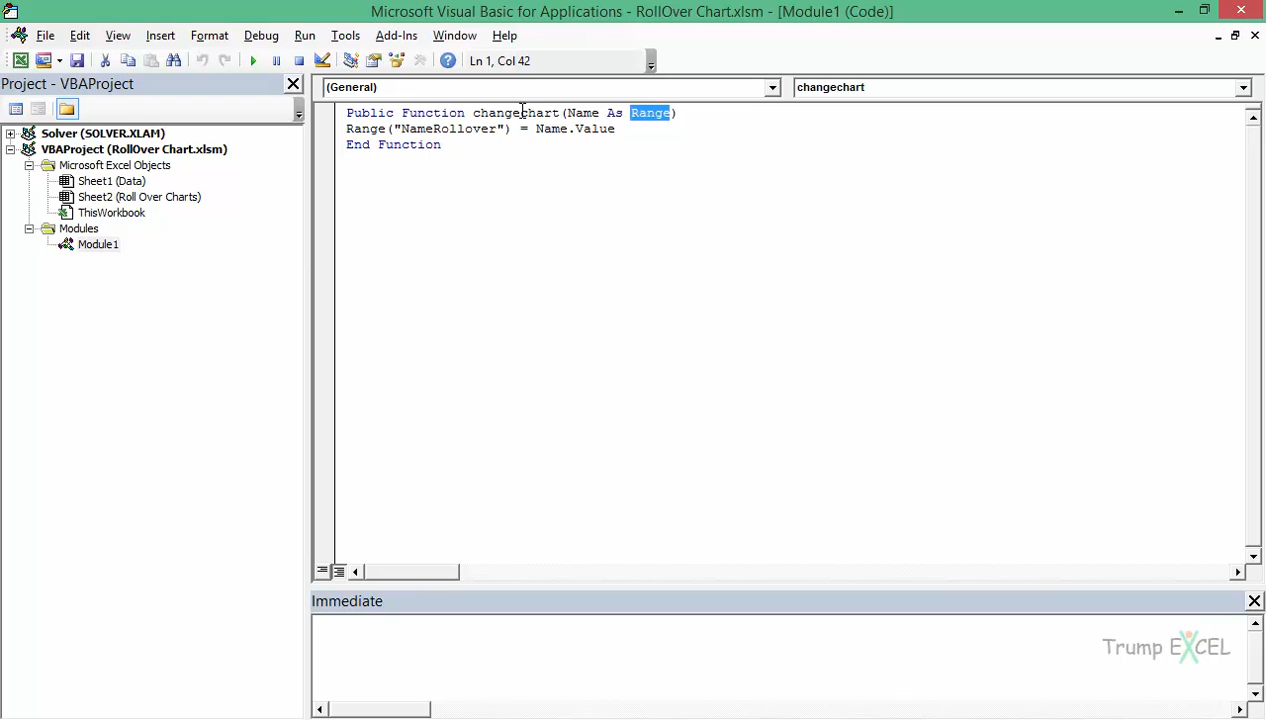 Microsoft Visual Basic for Applications - RollOver Chart.xlsm - [Module1 (Code)]
File Edit View Insert Format Debug Run Tools Add-Ins Window Help
Ln 1, Col 42
Project - VBAProject
(General) changechart
Solver (SOLVER.XLAM)
VBAProject (RollOver Chart.xlsm)
Microsoft Excel Objects
Sheet1 (Data)
Sheet2 (Roll Over Charts)
ThisWorkbook
Modules
Module1
Public Function changechart(Name As Range)
Range("NameRollover") = Name.Value
End Function
Immediate
Trump EXCEL